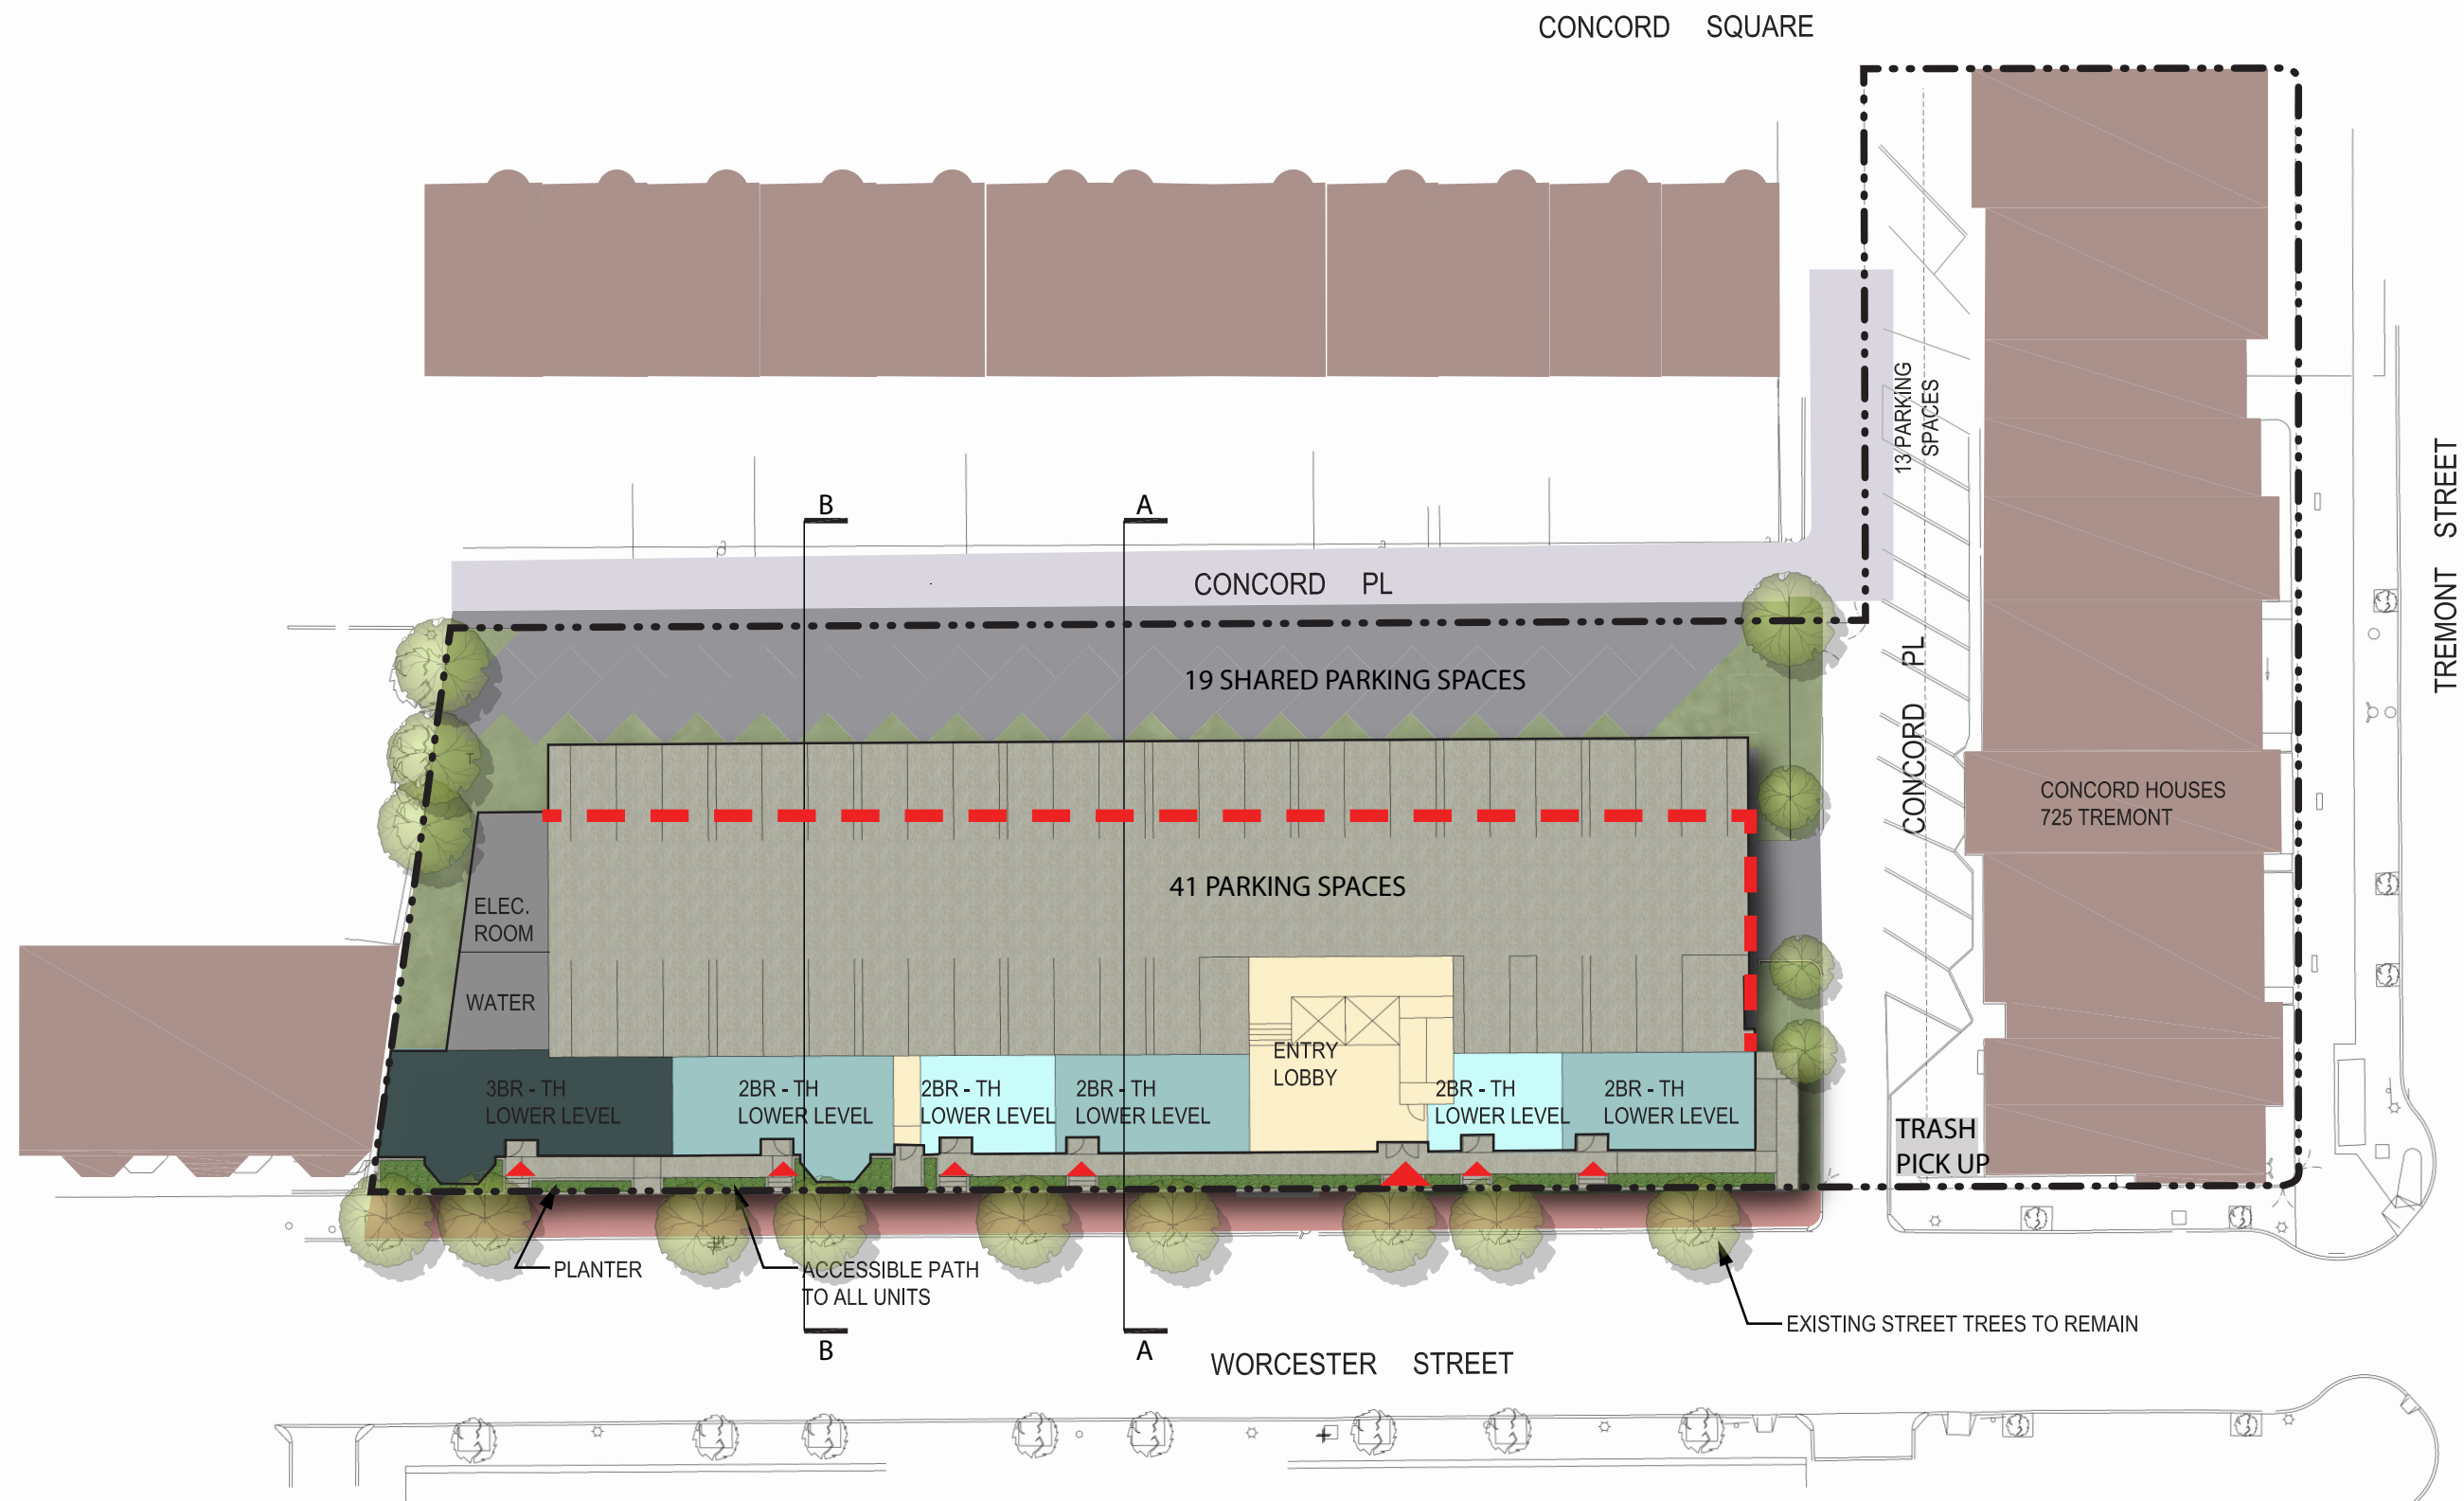 CONCORD SQUARE
13 PARKING
SPACES
TREMONT STREET
B
A
CONCORD PL
19 SHARED PARKING SPACES
CONCORD PL
T
CONCORD HOUSES
725 TREMONT
41 PARKING SPACES
ELEC.
ROOM
WATER
ENTRY
LOBBY
3BR - TH
LOWER LEVEL
2BR - TH
LOWER LEVEL
2BR - TH
LOWER LEVEL
2BR - TH
LOWER LEVEL
2BR - TH
LOWER LEVEL
2BR - TH
LOWER LEVEL
TRASH
PICK UP
PLANTER
ACCESSIBLE PATH
TO ALL UNITS
EXISTING STREET TREES TO REMAIN
B
A
WORCESTER STREET